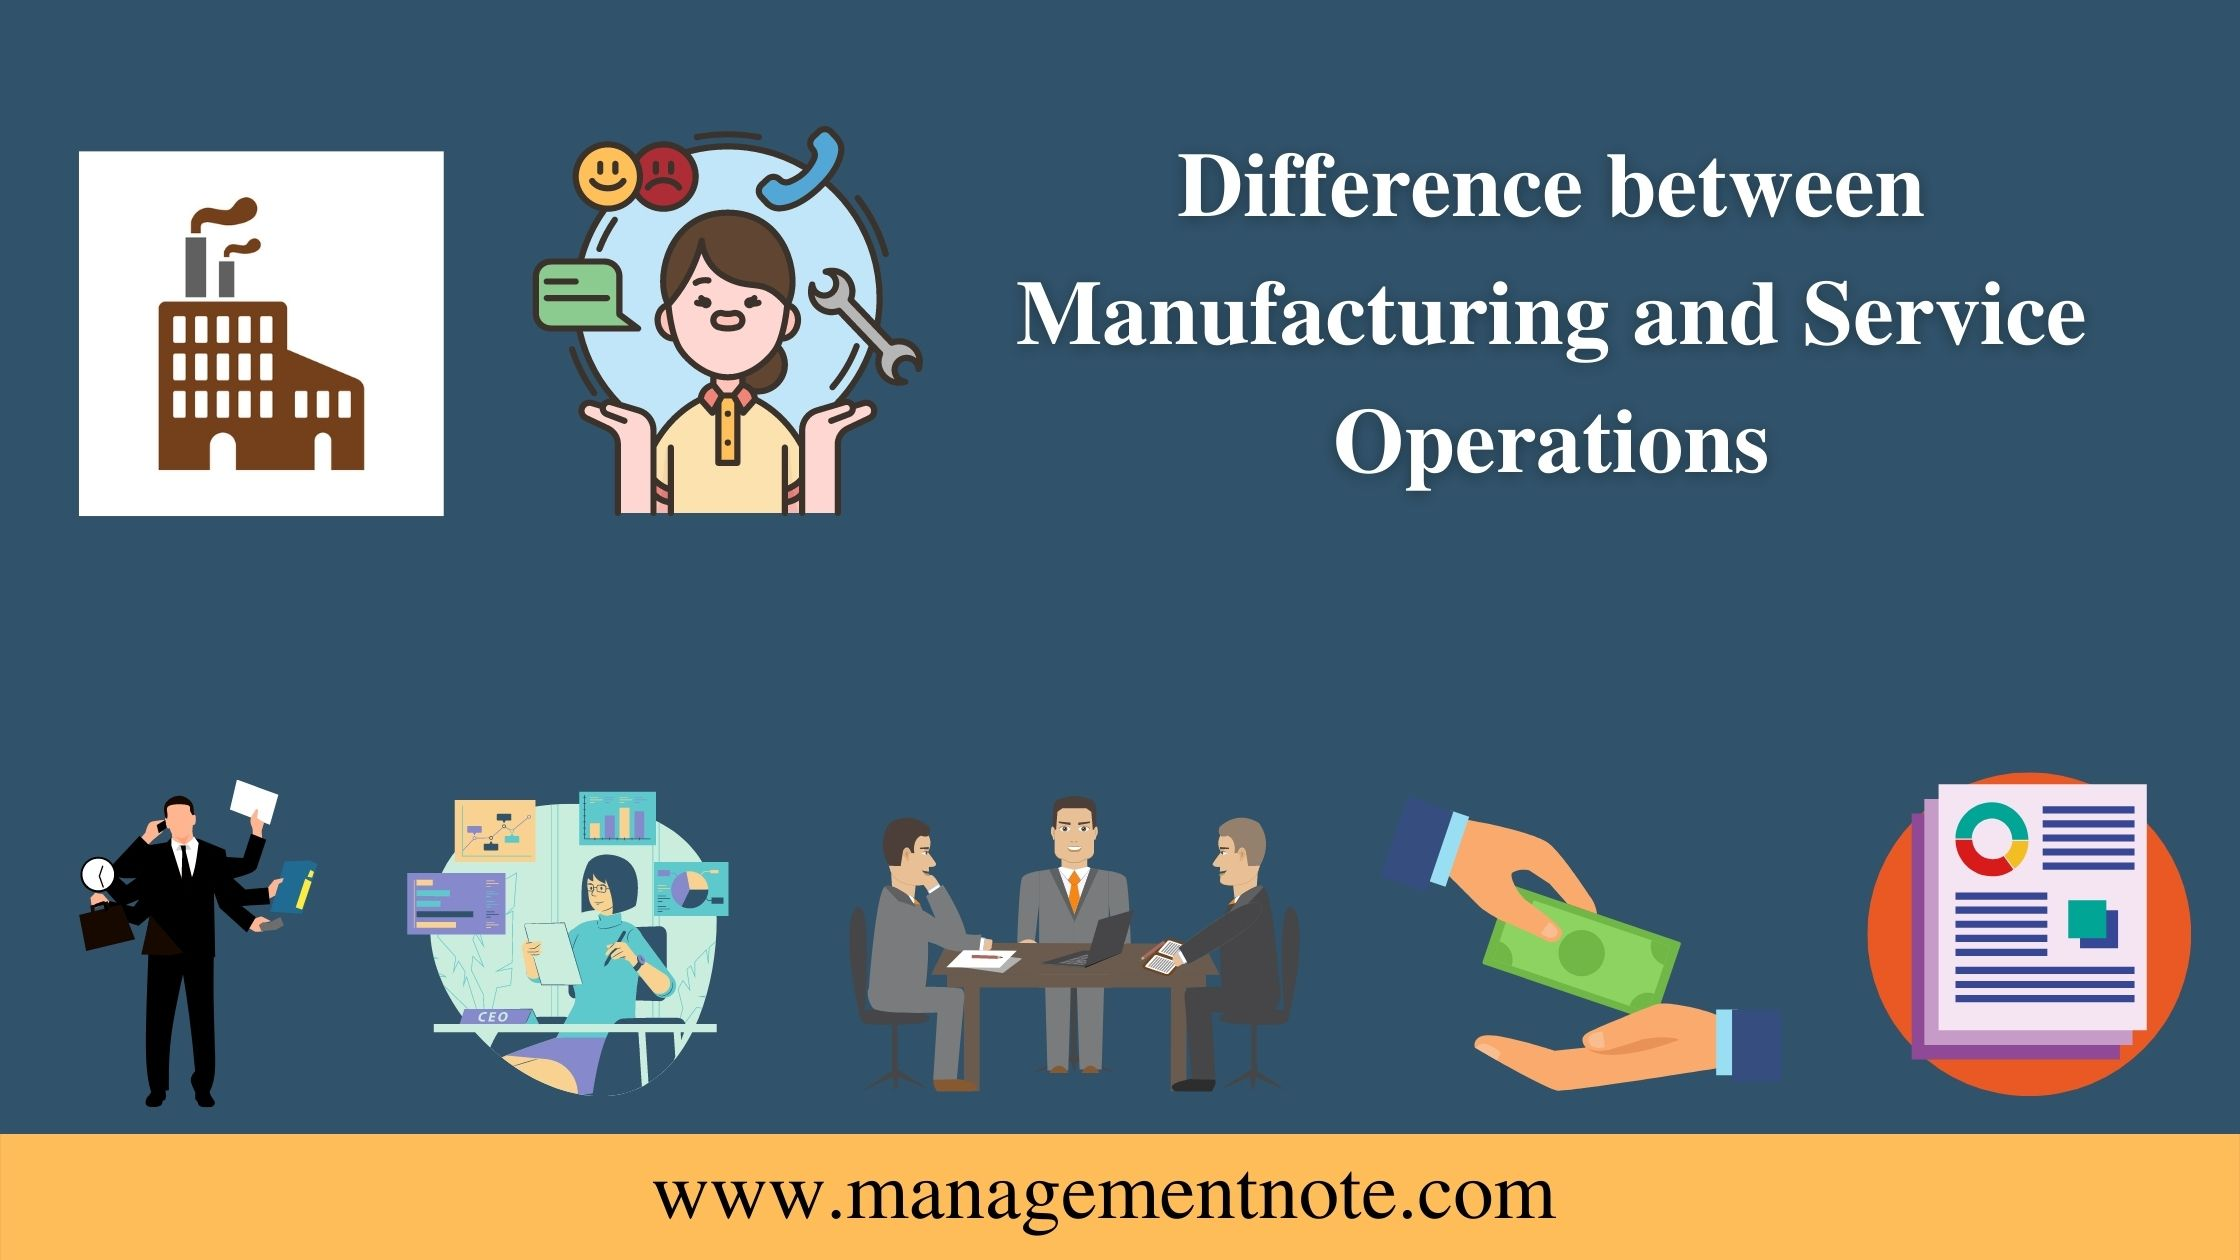 Difference between
Manufacturing and Service
Operations
CEO
www.managementnote.com